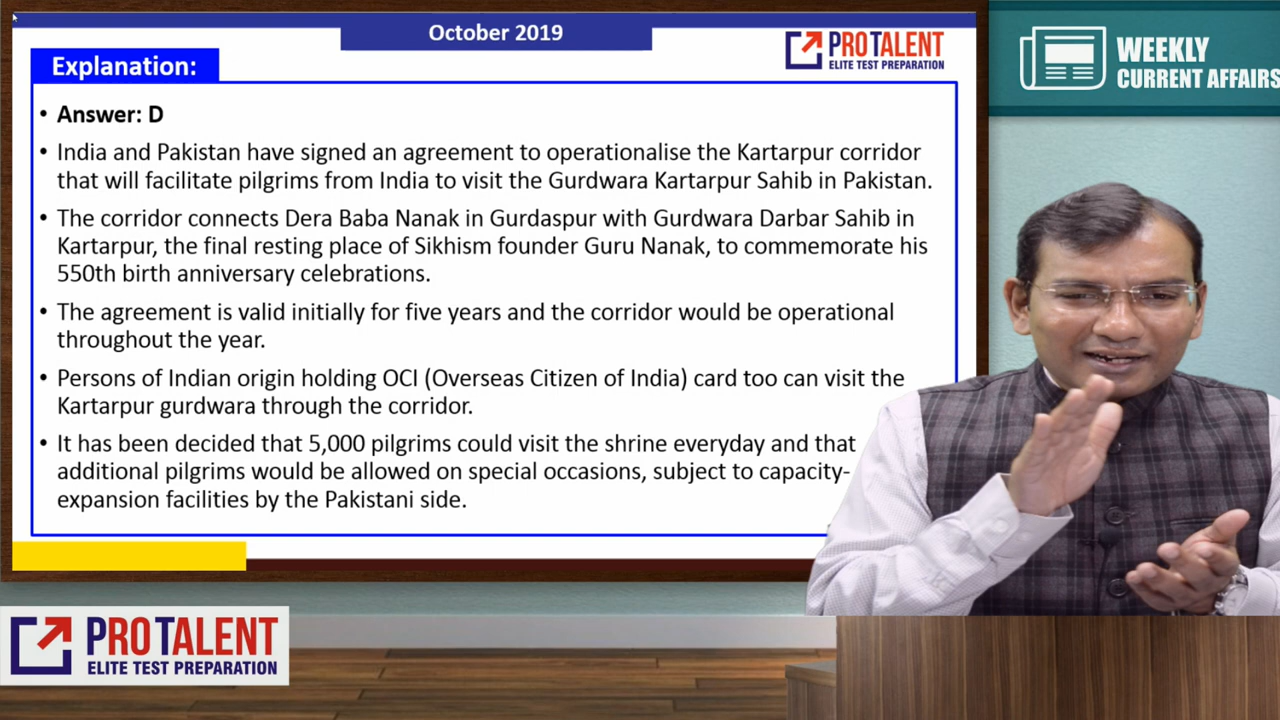 October 2019
PROTALENT
ELITE TEST PREPARATION
WEEKLY
CURRENT AFFAIRS
Explanation:
• Answer: D
• India and Pakistan have signed an agreement to operationalise the Kartarpur corridor
that will facilitate pilgrims from India to visit the Gurdwara Kartarpur Sahib in Pakistan.
• The corridor connects Dera Baba Nanak in Gurdaspur with Gurdwara Darbar Sahib in
Kartarpur, the final resting place of Sikhism founder Guru Nanak, to commemorate his
550th birth anniversary celebrations.
• The agreement is valid initially for five years and the corridor would be operational
throughout the year.
• Persons of Indian origin holding OCI (Overseas Citizen of India) card too can visit the
Kartarpur gurdwara through the corridor.
• It has been decided that 5,000 pilgrims could visit the shrine everyday and that
additional pilgrims would be allowed on special occasions, subject to capacity-
expansion facilities by the Pakistani side.
PROTALENT
ELITE TEST PREPARATION